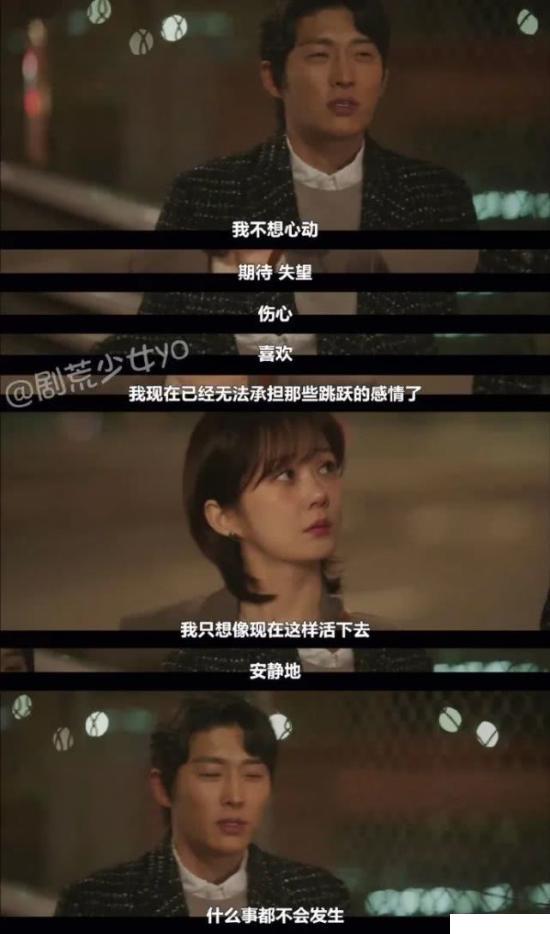 我不想心动
期待 失望
伤心
喜欢
@剧荒少女yo
我现在已经无法承担那些跳跃的感情了
我只想像现在这样活下去
安静地
什么事都不会发生